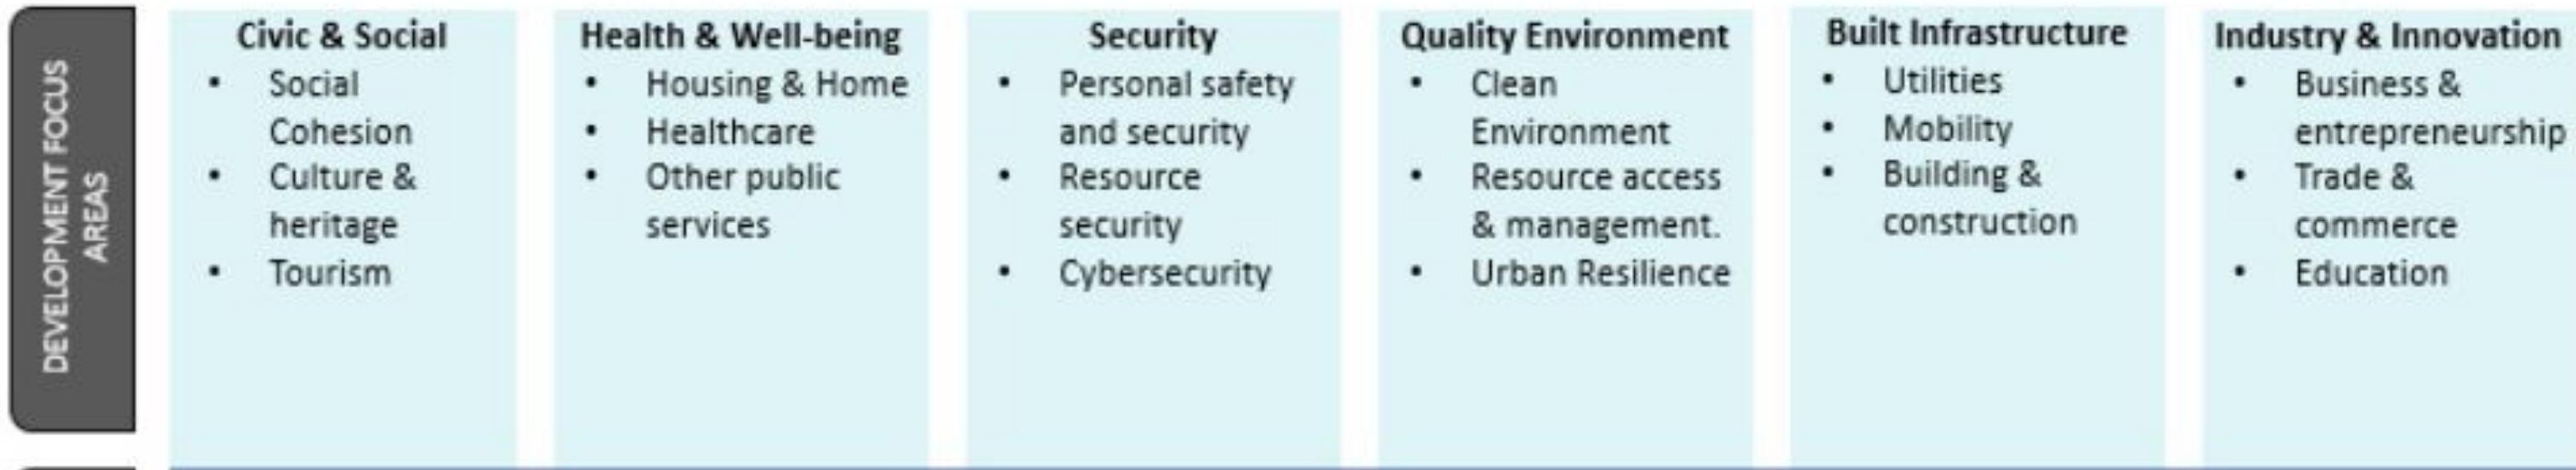 DEVELOPMENT FOCUS
AREAS
Civic & Social
• Social
Cohesion
• Culture &
heritage
• Tourism
Health & Well-being
• Housing & Home
• Healthcare
• Other public
services
Security
• Personal safety
and security
• Resource
security
• Cybersecurity
Quality Environment
• Clean
Environment
• Resource access
& management.
• Urban Resilience
Built Infrastructure
• Utilities
• Mobility
• Building &
construction
Industry & Innovation
• Business &
entrepreneurship
• Trade &
commerce
• Education